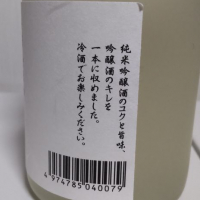 純米吟醸酒のコクと旨味、
吟醸酒のキレを
一本に収めました。
冷酒でお楽しみください。
4974785040079